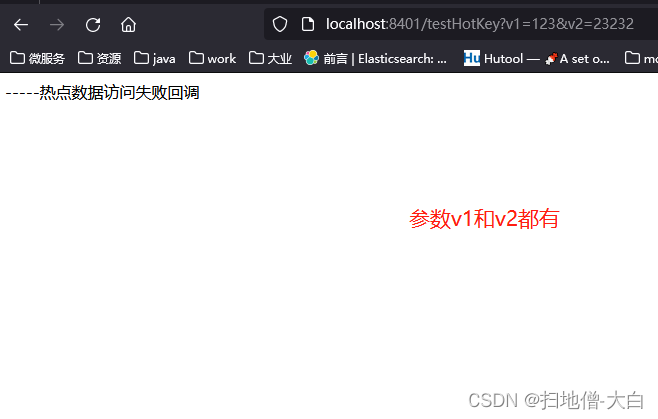 localhost:8401/testHotKey?v1=123&v2=23232
微服务 资源 java work 大业 前言 | Elasticsearch: ... Hu Hutool — A set o... mo
-----热点数据访问失败回调
参数v1和v2都有
CSDN @扫地僧-大白